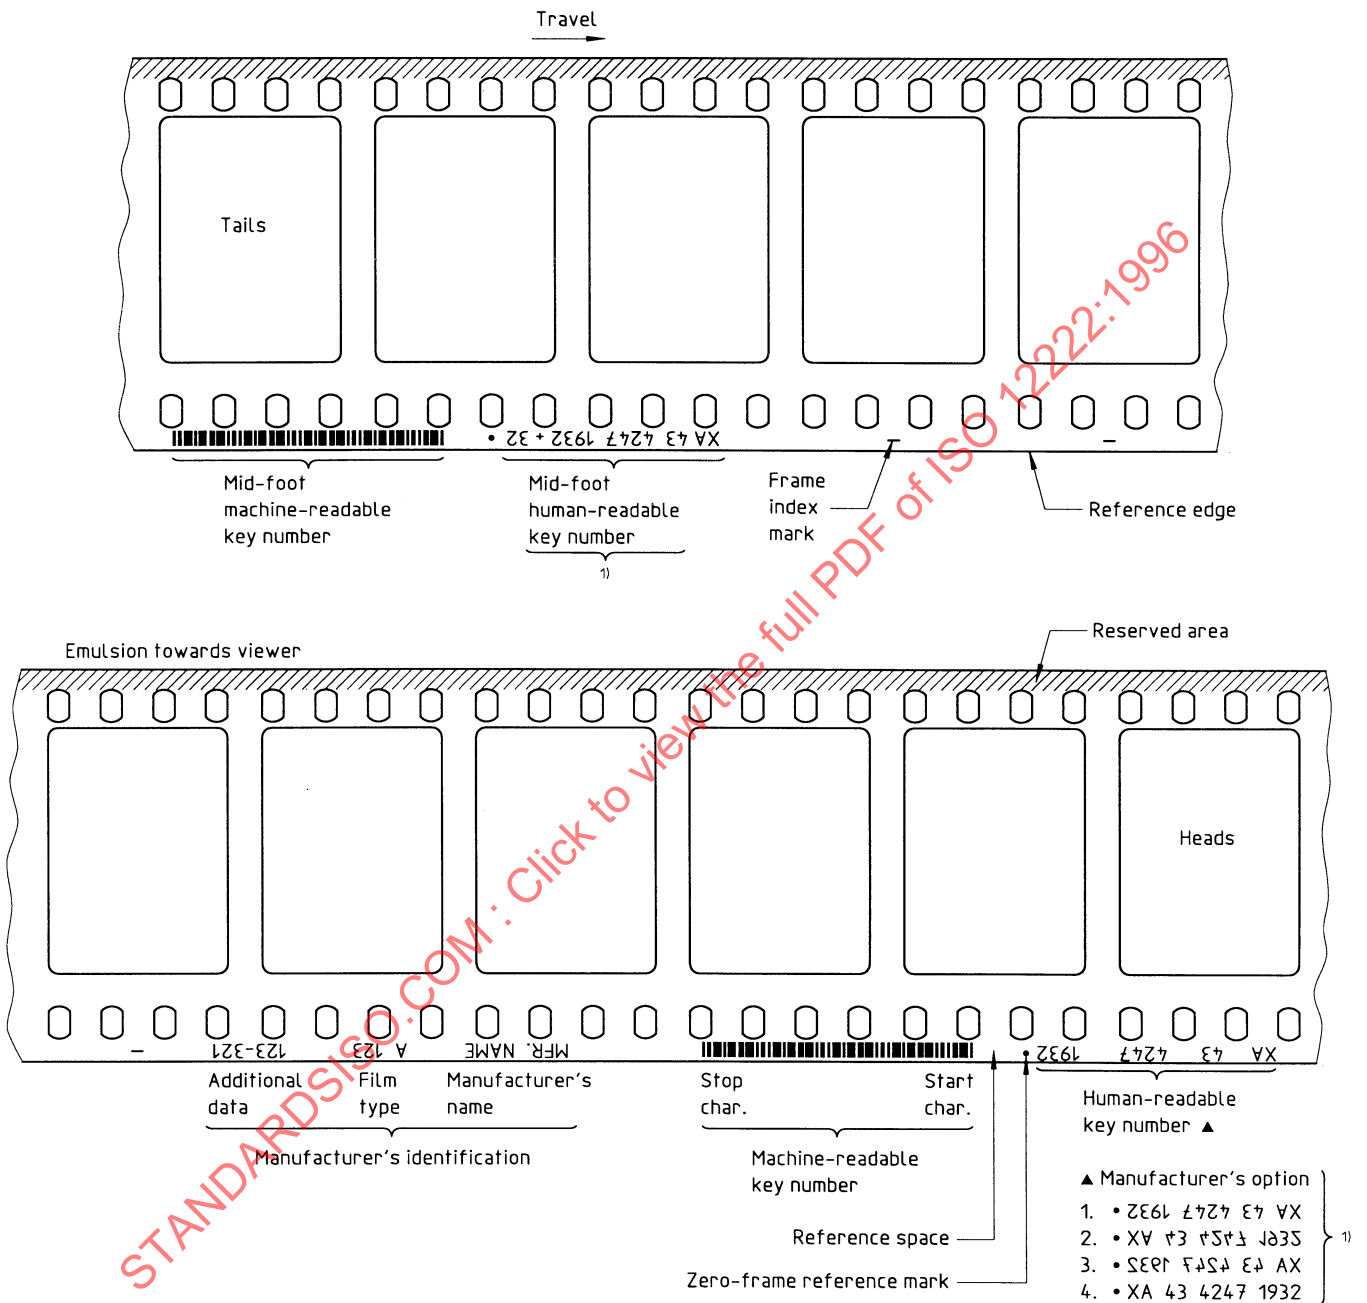 Travel
Tails
XA 43 4247 1932 + 32 •
Mid-foot
machine-readable
key number
Mid-foot
human-readable
key number
1)
Frame
index
mark
Reference edge
Reserved area
Emulsion towards viewer
Heads
123-321
A 123
MFR. NAME
• 1932 4247 43 XA
Additional
data
Film
type
Manufacturer's
name
Manufacturer's identification
Stop
char.
Start
char.
Machine-readable
key number
Human-readable
key number ▲
Reference space
Zero-frame reference mark
▲ Manufacturer's option
1. • XA 43 4247 1932
2. • XA 43 4247 1932
3. • XA 43 4247 1932
4. • XA 43 4247 1932
1)
STANDARDSISO.COM : Click to view the full PDF of ISO 12222:1996